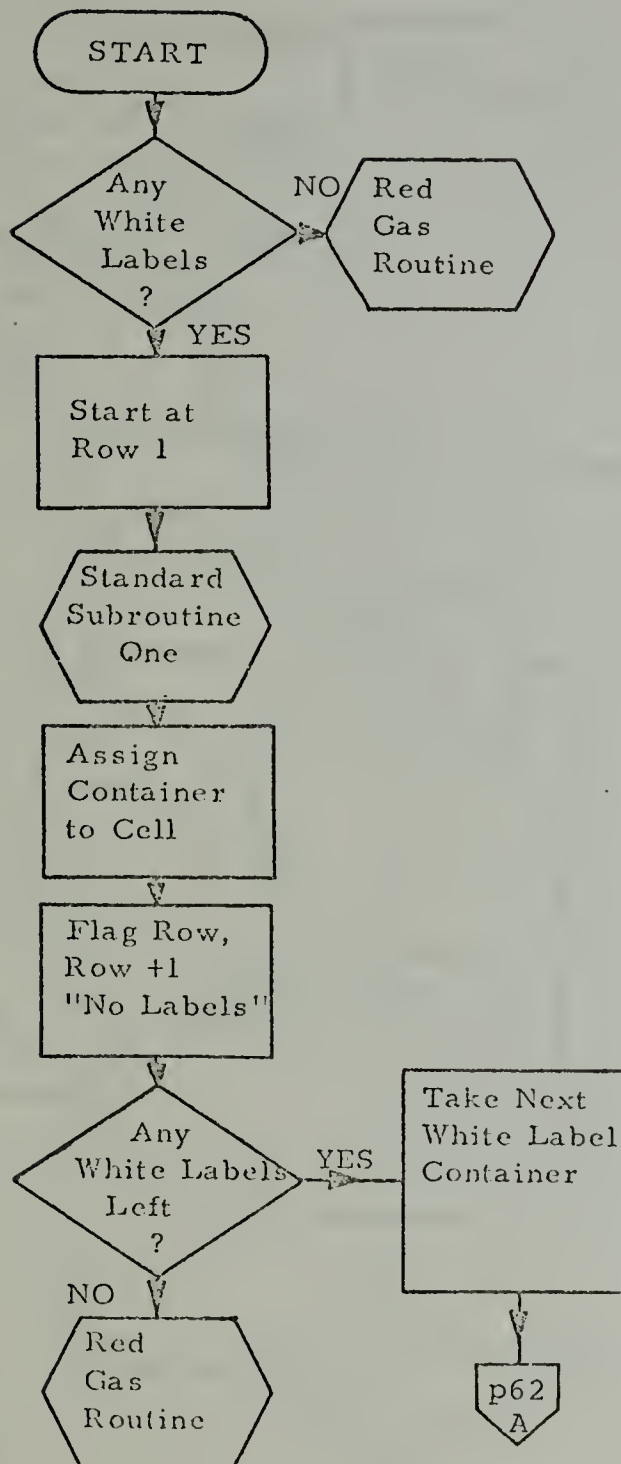 START
Any
White
Labels
?
NO
Red
Gas
Routine
YES
Start at
Row 1
Standard
Subroutine
One
Assign
Container
to Cell
Flag Row,
Row +1
"No Labels"
Any
White Labels
Left
?
YES
Take Next
White Label
Container
NO
Red
Gas
Routine
p62
A